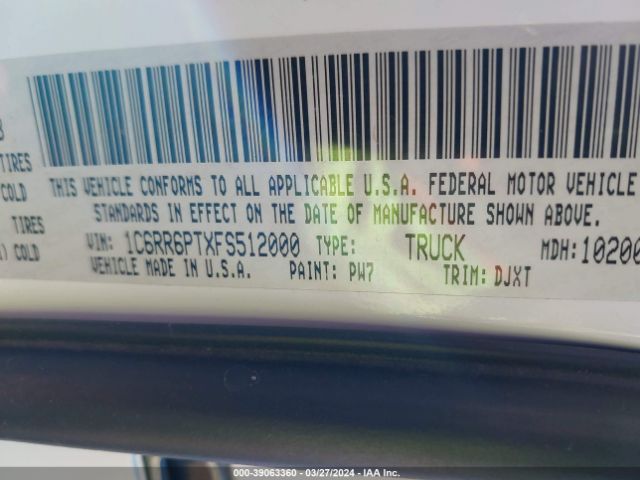 TIRES
COLD
THIS VEHICLE CONFORMS TO ALL APPLICABLE U.S.A. FEDERAL MOTOR VEHICLE
STANDARDS IN EFFECT ON THE DATE OF MANUFACTURE SHOWN ABOVE.
TIRES
) COLD
VIN: 1C6RR6PTXFS512000 TYPE: TRUCK MDH: 10200
VEHICLE MADE IN U.S.A. PAINT: PW7 TRIM: DJXT
000-39063360 - 03/27/2024 - IAA Inc.